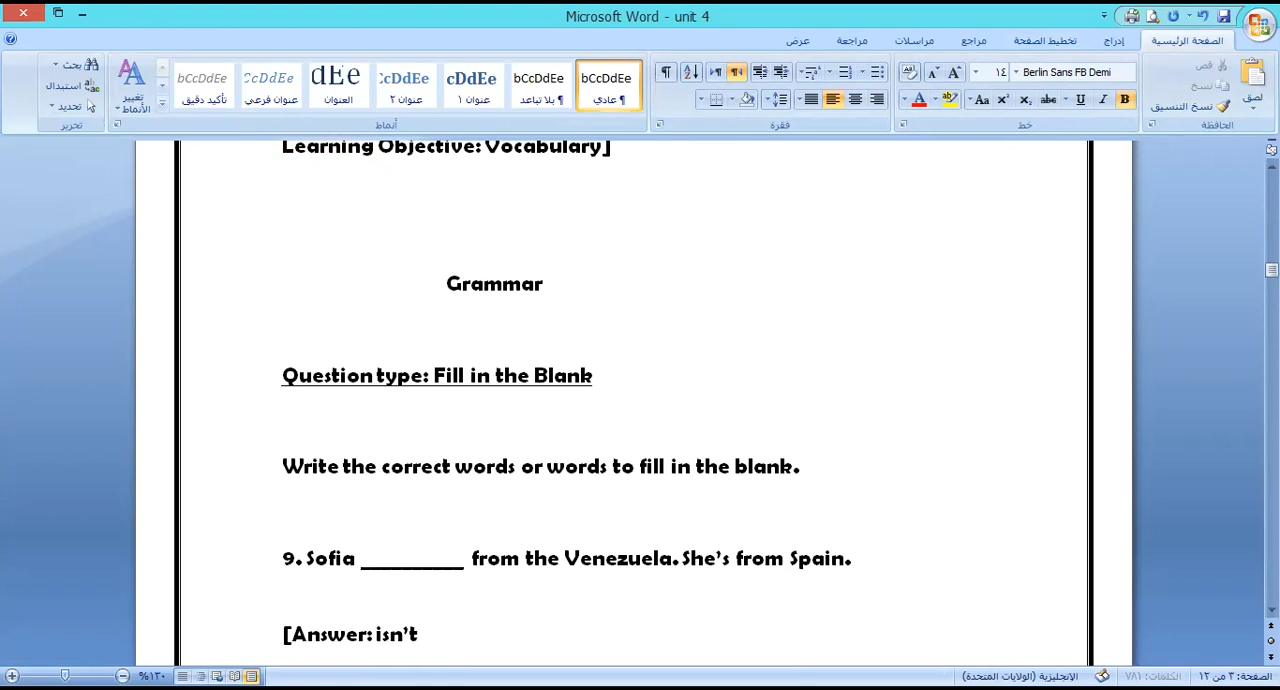 Microsoft Word - unit 4
الصفحة الرئيسية
إدراج
تخطيط الصفحة
مراجع
مراسلات
مراجعة
عرض
لصق
قص
نسخ
نسخ التنسيق
الحافظة
Berlin Sans FB Demi
١٤
خط
فقرة
bCcDdEe
¶ عادي
bCcDdEe
¶ بلا تباعد
cDdEe
عنوان ١
CcDdEe
عنوان ٢
dEe
العنوان
CcDdEe
عنوان فرعي
bCcDdEe
تأكيد دقيق
تغيير الأنماط
أنماط
بحث
استبدال
تحديد
تحرير
Learning Objective: Vocabulary]
Grammar
Question type: Fill in the Blank
Write the correct words or words to fill in the blank.
9. Sofia __________ from the Venezuela. She’s from Spain.
[Answer: isn’t
الصفحة: ٣ من ١٢
الكلمات: ٧٨١
الإنجليزية (الولايات المتحدة)
١٣٠%